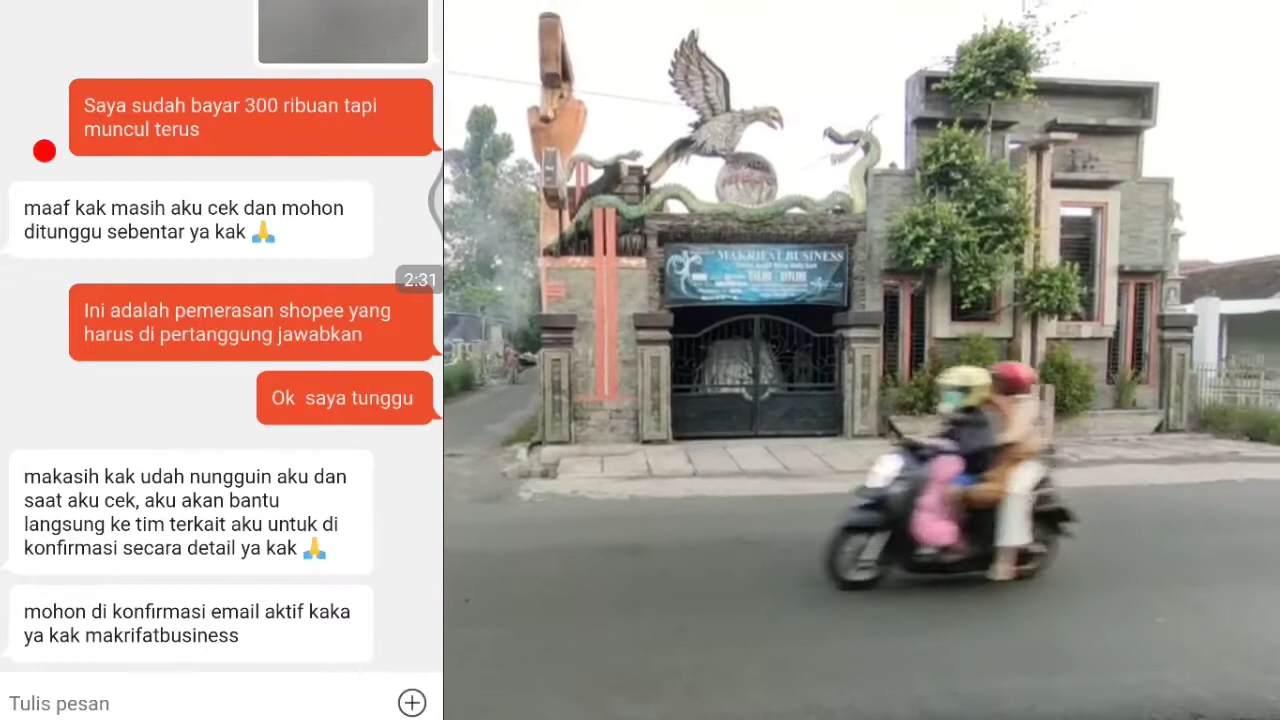 Saya sudah bayar 300 ribuan tapi
muncul terus
maaf kak masih aku cek dan mohon
ditunggu sebentar ya kak 🙏
2:31
Ini adalah pemerasan shopee yang
harus di pertanggung jawabkan
Ok saya tunggu
makasih kak udah nungguin aku dan
saat aku cek, aku akan bantu
langsung ke tim terkait aku untuk di
konfirmasi secara detail ya kak 🙏
mohon di konfirmasi email aktif kaka
ya kak makrifatbusiness
Tulis pesan
MAKRIFAT BUSINESS